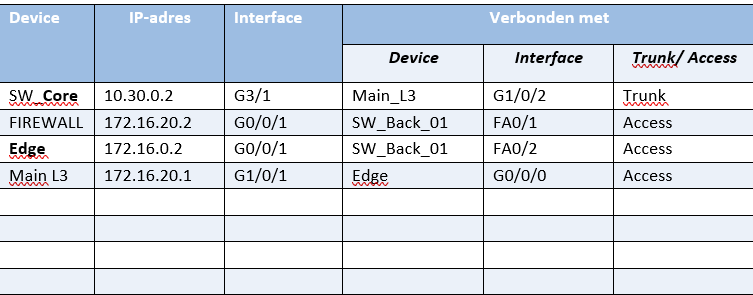 Device IP-adres Interface Verbonden met
Device Interface Trunk/ Access
SW_Core 10.30.0.2 G3/1 Main_L3 G1/0/2 Trunk
FIREWALL 172.16.20.2 G0/0/1 SW_Back_01 FA0/1 Access
Edge 172.16.0.2 G0/0/1 SW_Back_01 FA0/2 Access
Main L3 172.16.20.1 G1/0/1 Edge G0/0/0 Access